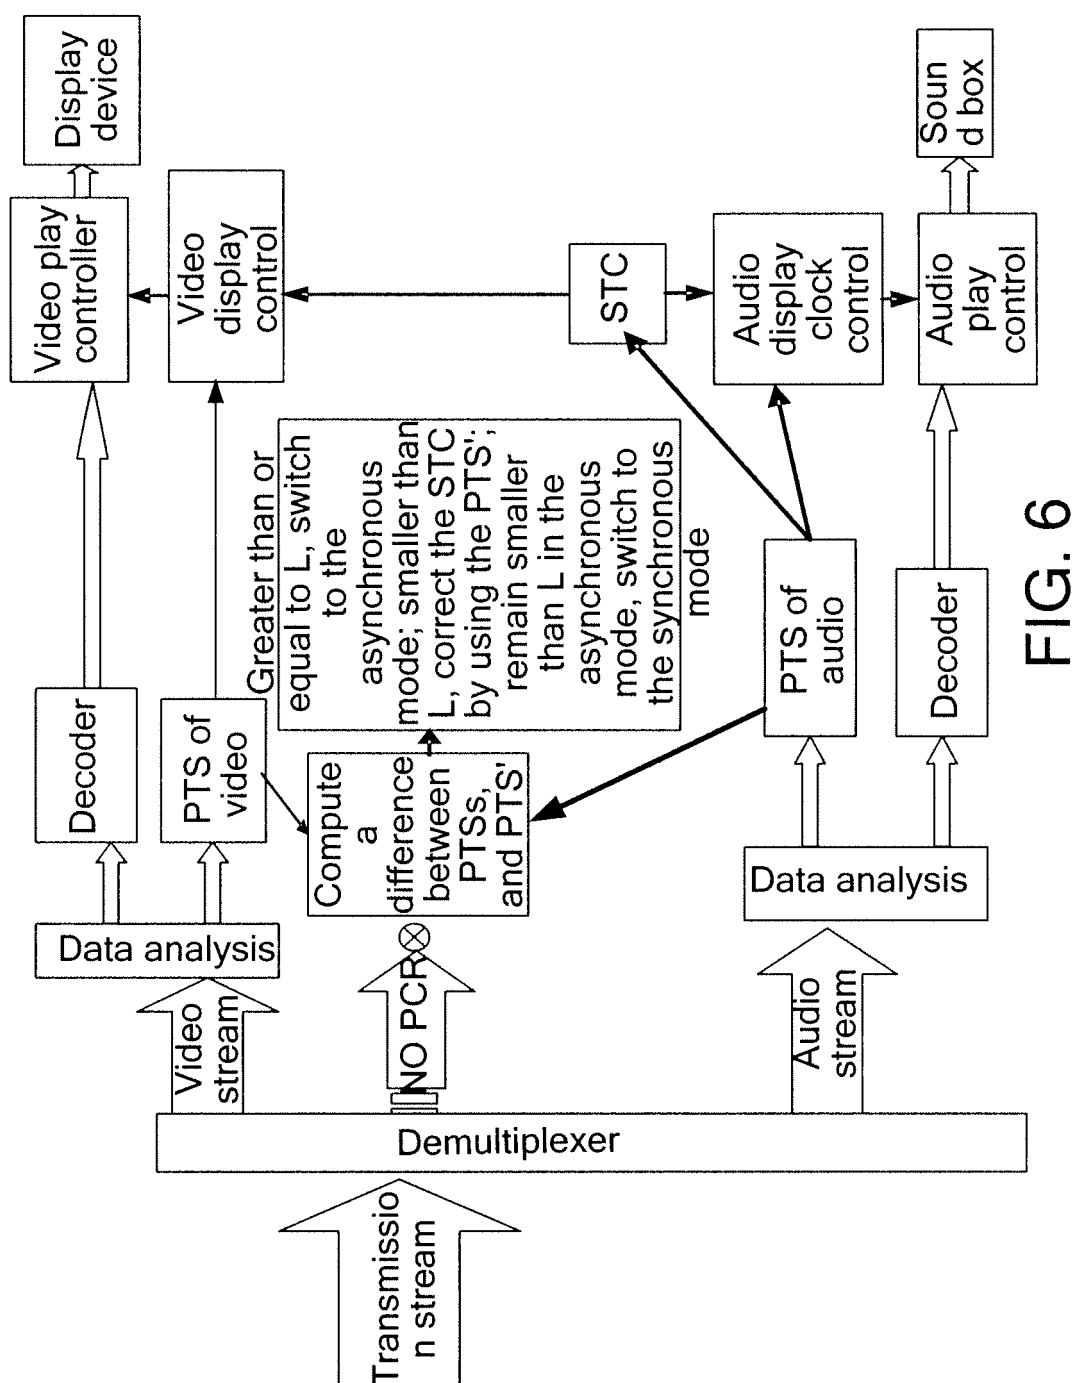 Display
device
Soun
d box
Video play
controller
Video
display
control
STC
Audio
display
clock
control
Audio
play
control
Greater than or
equal to L, switch
to the
asynchronous
mode; smaller than
L, correct the STC
by using the PTS';
remain smaller
than L in the
asynchronous
mode, switch to
the synchronous
mode
Decoder
PTS of
video
Compute
a
difference
between
PTSs,
and PTS'
PTS of
audio
Decoder
Data analysis
Data analysis
Video
stream
NO PCR
Audio
stream
Demultiplexer
Transmissio
n stream
FIG. 6